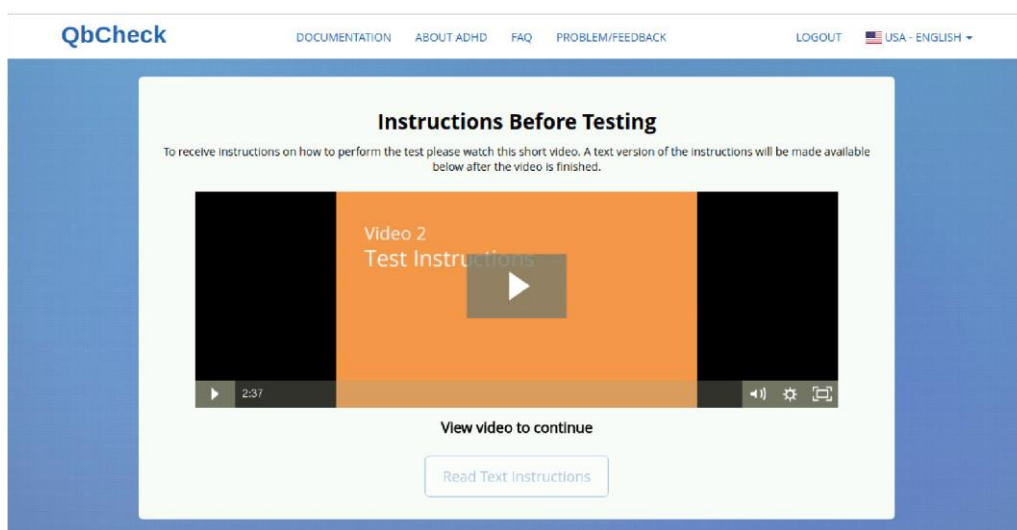 QbCheck
DOCUMENTATION ABOUT ADHD FAQ PROBLEM/FEEDBACK LOGOUT USA - ENGLISH
Instructions Before Testing
To receive instructions on how to perform the test please watch this short video. A text version of the instructions will be made available
below after the video is finished.
Video 2
Test Instructions
2:37
View video to continue
Read Text Instructions